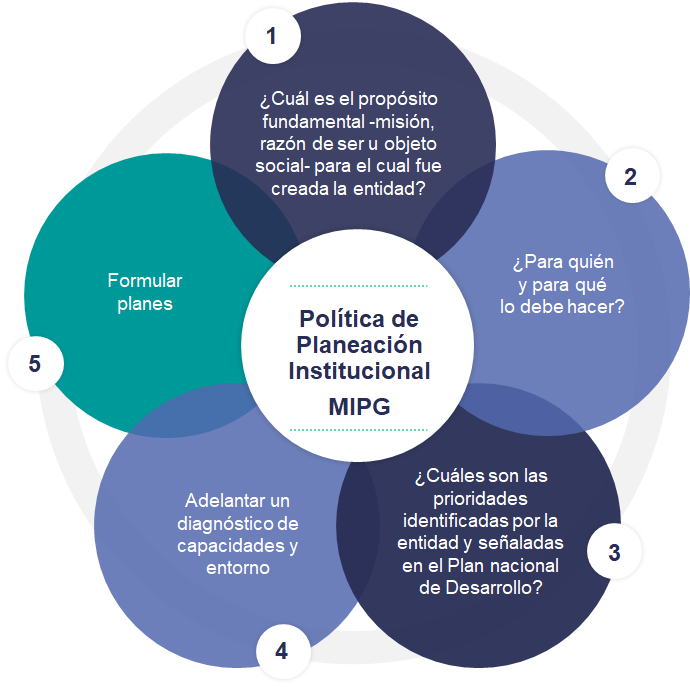 1
¿Cuál es el propósito
fundamental -misión,
razón de ser u objeto
social- para el cual fue
creada la entidad?
2
¿Para quién
y para qué
lo debe hacer?
3
¿Cuáles son las
prioridades
identificadas por la
entidad y señaladas
en el Plan nacional
de Desarrollo?
4
Adelantar un
diagnóstico de
capacidades y
entorno
5
Formular
planes
Política de
Planeación
Institucional
MIPG